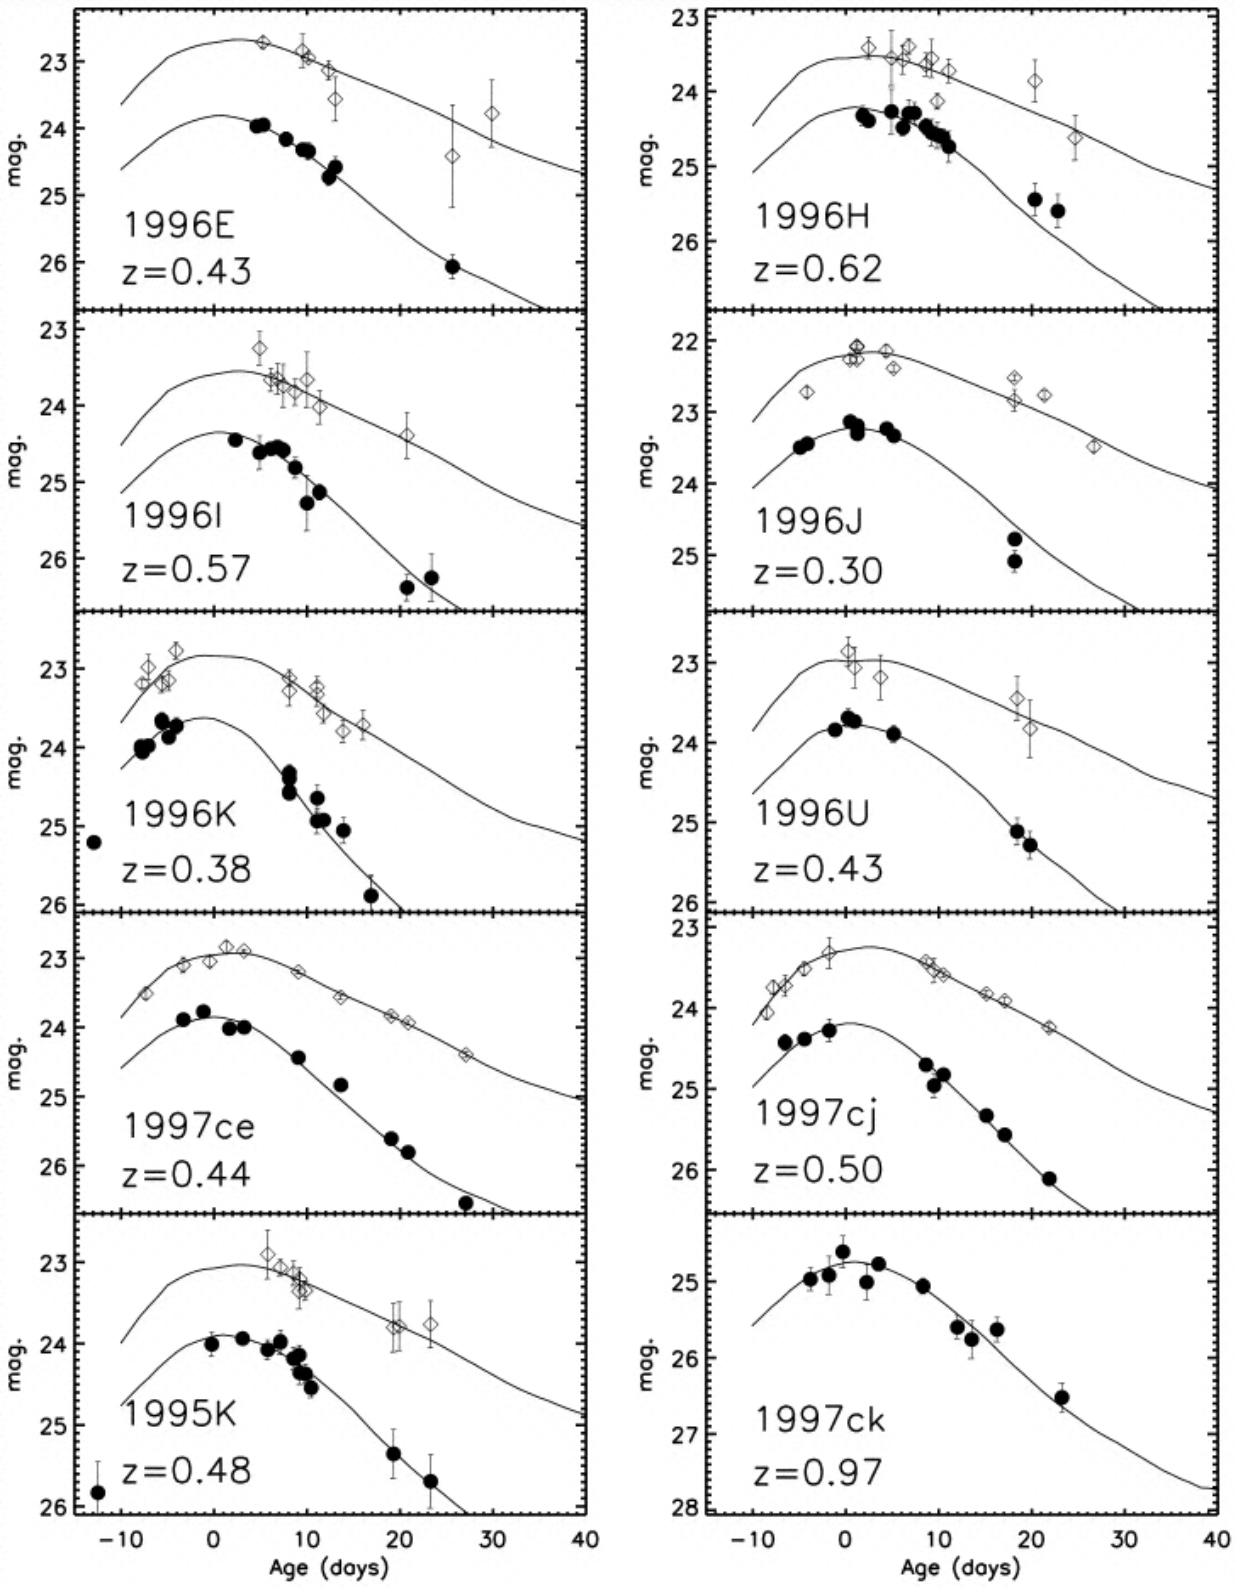 23
24
25
26
mag.
1996E
z=0.43
23
24
25
26
mag.
1996H
z=0.62
23
24
25
26
mag.
1996I
z=0.57
22
23
24
25
mag.
1996J
z=0.30
23
24
25
26
mag.
1996K
z=0.38
23
24
25
26
mag.
1996U
z=0.43
23
24
25
26
mag.
1997ce
z=0.44
23
24
25
26
mag.
1997cj
z=0.50
23
24
25
26
mag.
1995K
z=0.48
-10 0 10 20 30 40
Age (days)
25
26
27
28
mag.
1997ck
z=0.97
-10 0 10 20 30 40
Age (days)